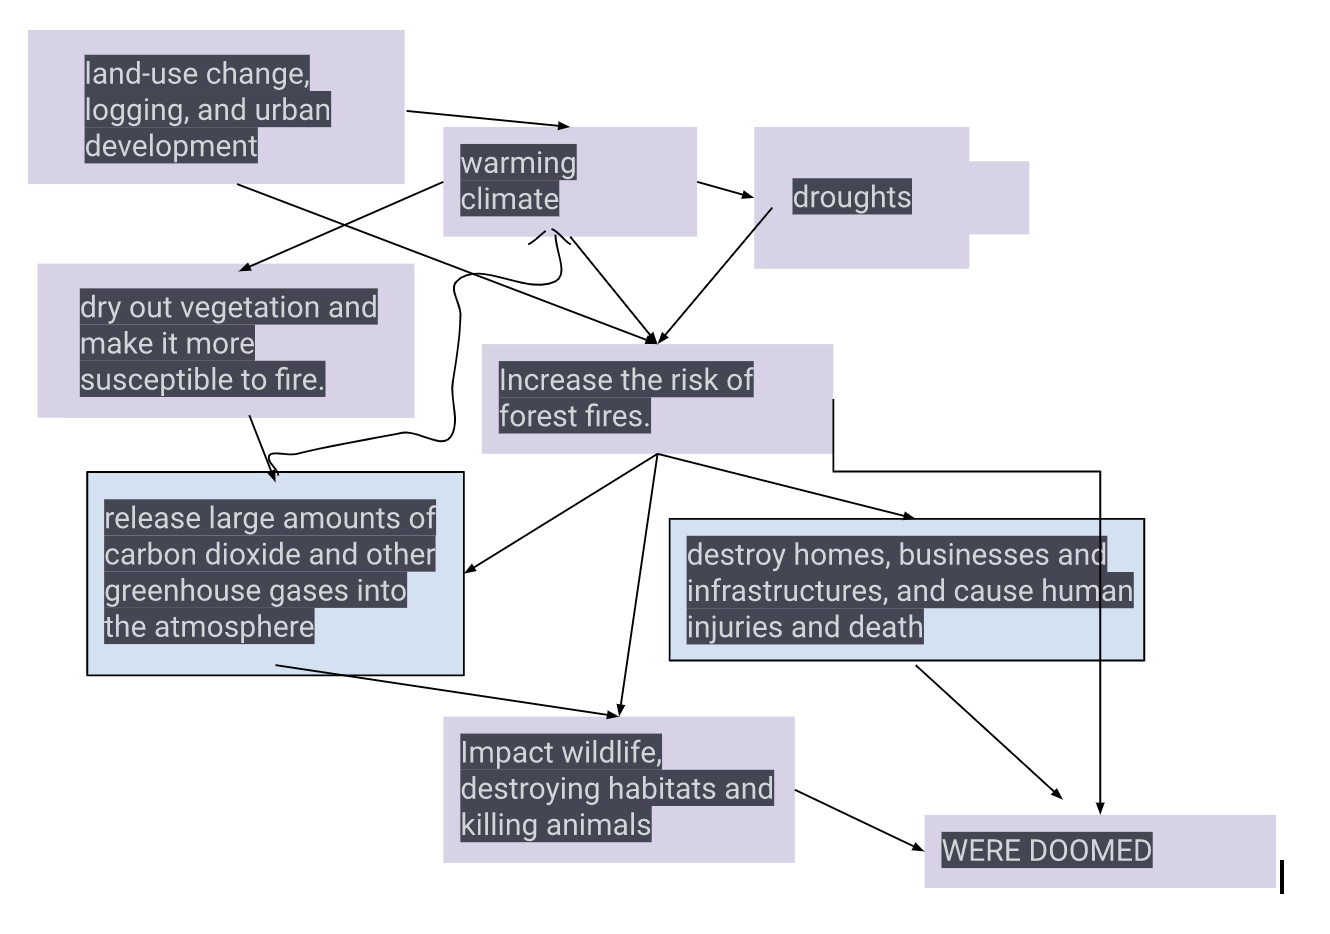 land-use change,
logging, and urban
development
warming
climate
droughts
dry out vegetation and
make it more
susceptible to fire.
Increase the risk of
forest fires.
release large amounts of
carbon dioxide and other
greenhouse gases into
the atmosphere
destroy homes, businesses and
infrastructures, and cause human
injuries and death
Impact wildlife,
destroying habitats and
killing animals
WERE DOOMED